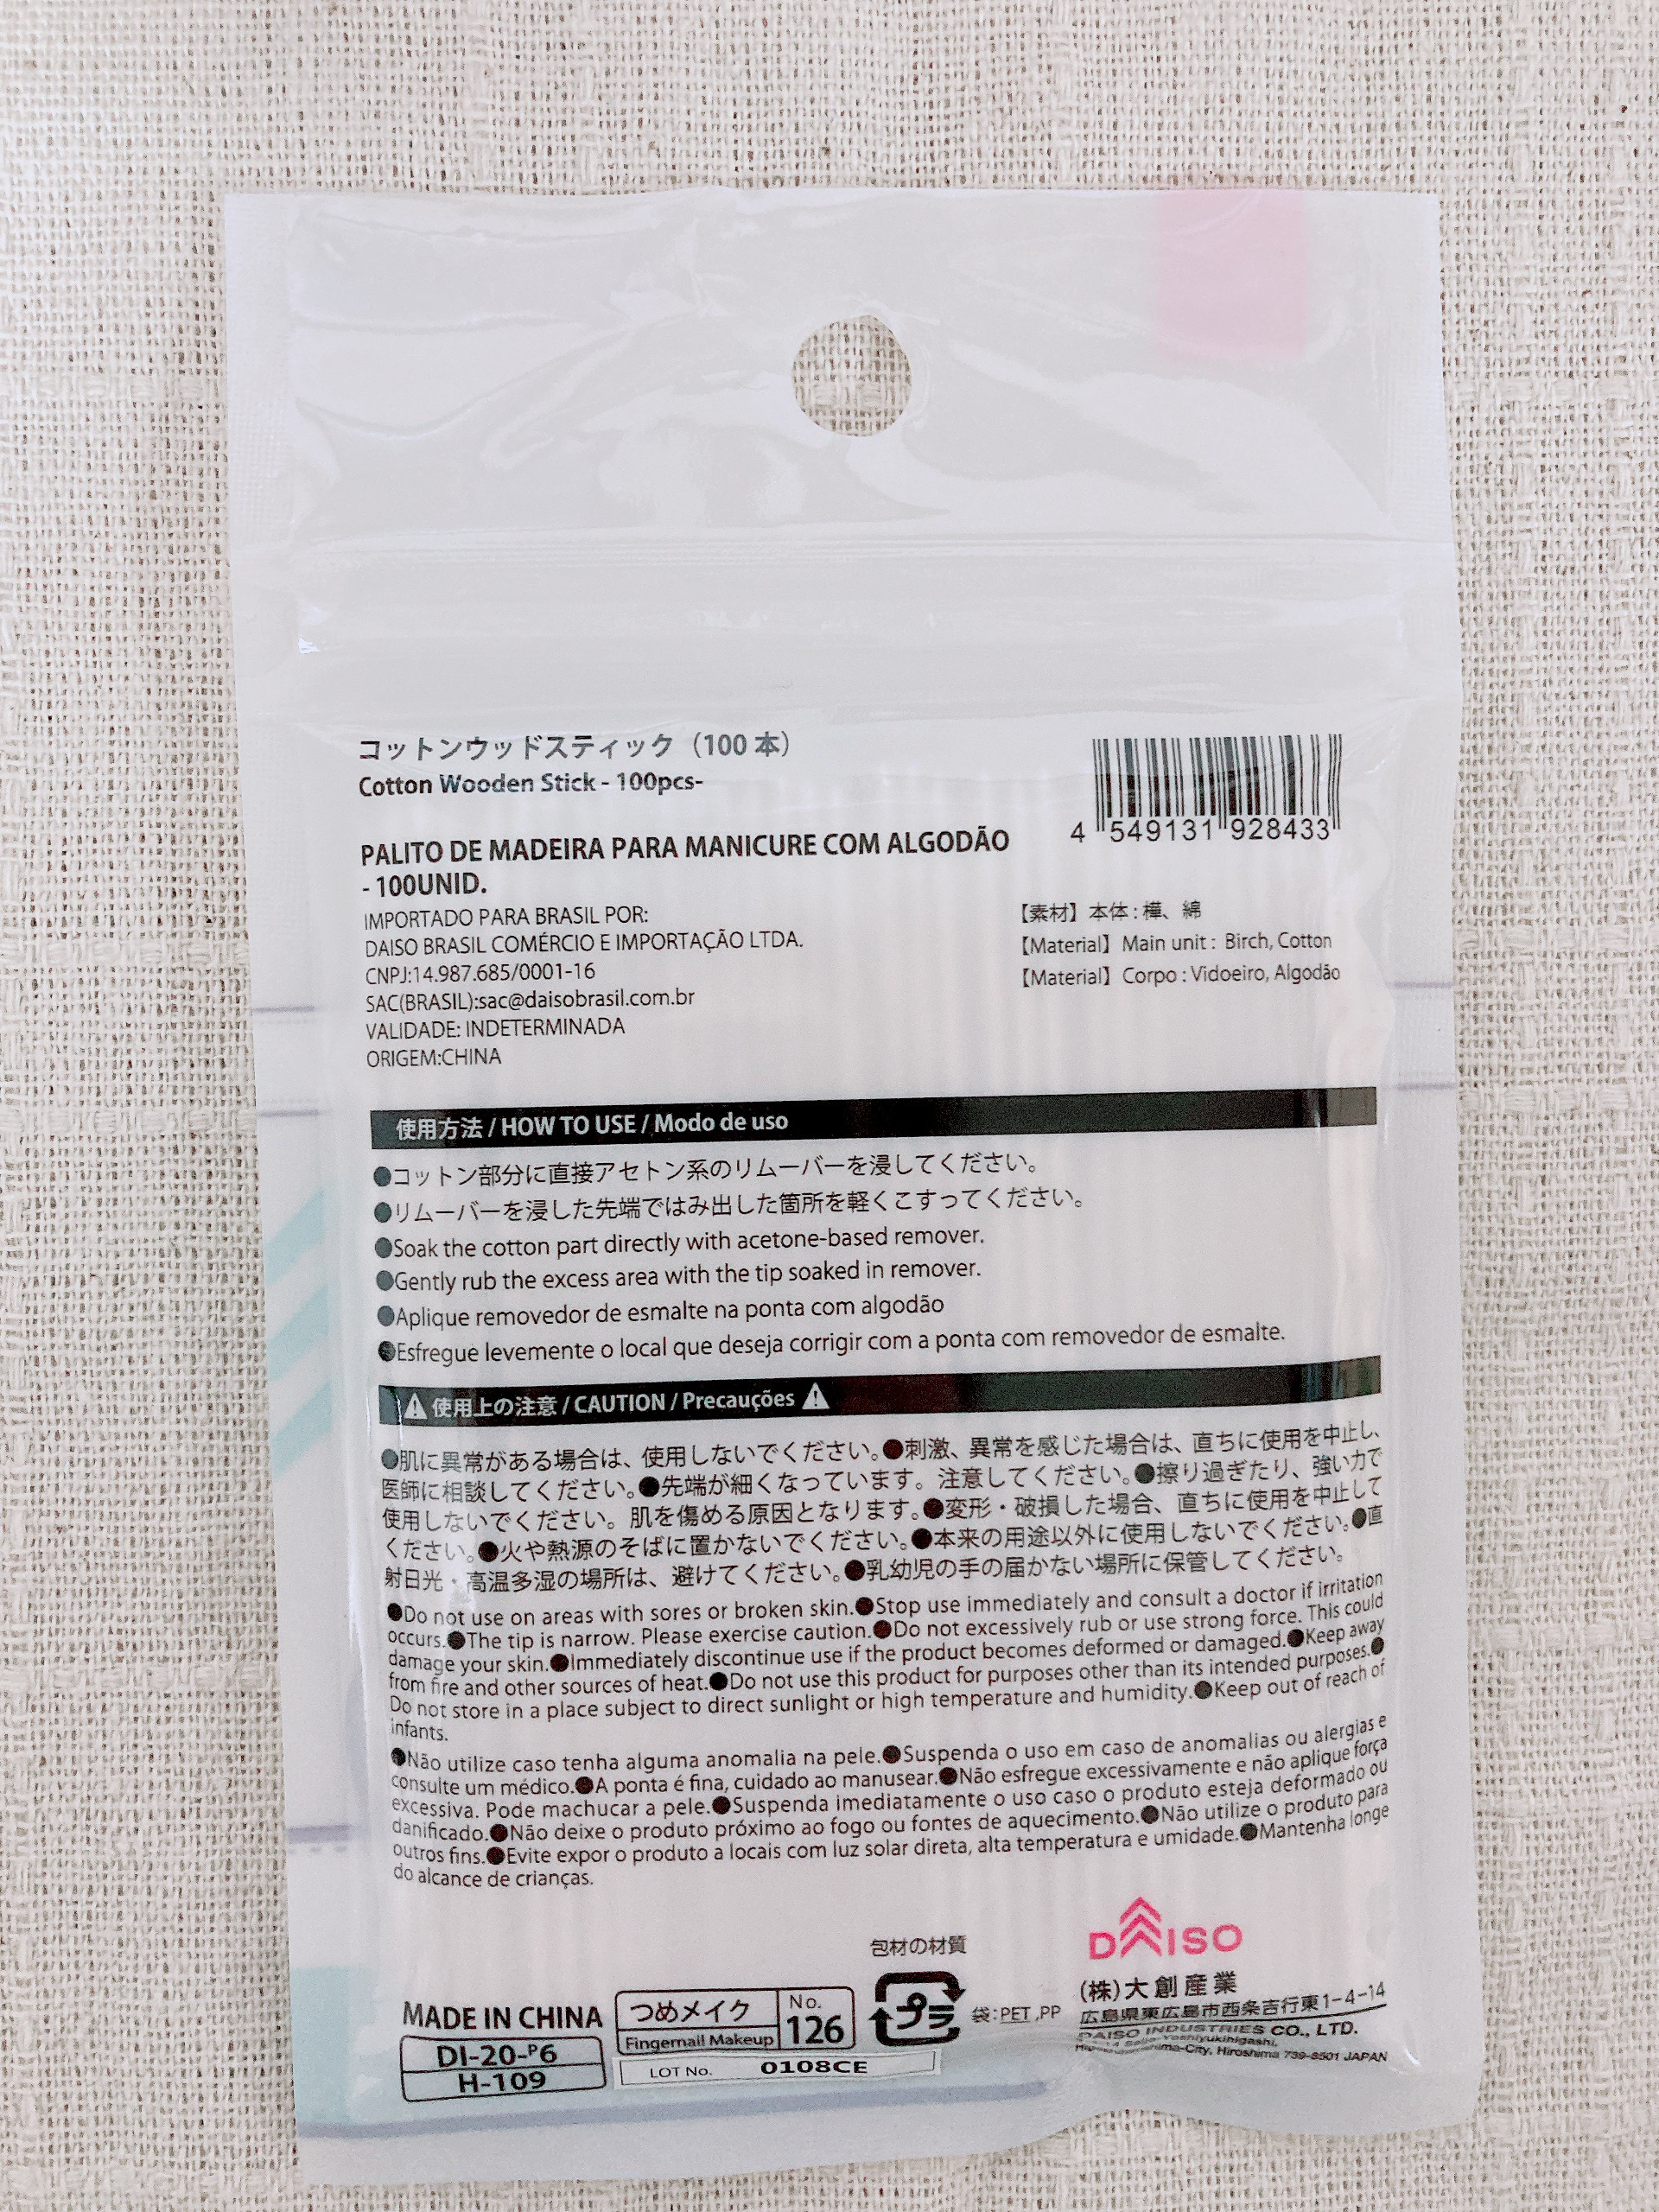 コットンウッドスティック（100本）
Cotton Wooden Stick - 100pcs-
4 549131 928433
PALITO DE MADEIRA PARA MANICURE COM ALGODÃO
- 100UNID.
IMPORTADO PARA BRASIL POR:
DAISO BRASIL COMÉRCIO E IMPORTAÇÃO LTDA.
CNPJ:14.987.685/0001-16
SAC(BRASIL):sac@daisobrasil.com.br
VALIDADE: INDETERMINADA
ORIGEM:CHINA
【素材】本体：樺、綿
【Material】Main unit : Birch, Cotton
【Material】Corpo : Vidoeiro, Algodão
使用方法 / HOW TO USE / Modo de uso
●コットン部分に直接アセトン系のリムーバーを浸してください。
●リムーバーを浸した先端ではみ出した箇所を軽くこすってください。
●Soak the cotton part directly with acetone-based remover.
●Gently rub the excess area with the tip soaked in remover.
●Aplique removedor de esmalte na ponta com algodão
●Esfregue levemente o local que deseja corrigir com a ponta com removedor de esmalte.
⚠ 使用上の注意 / CAUTION / Precauções ⚠
●肌に異常がある場合は、使用しないでください。●刺激、異常を感じた場合は、直ちに使用を中止し、
医師に相談してください。●先端が細くなっています。注意してください。●擦り過ぎたり、強い力で
使用しないでください。肌を傷める原因となります。●変形・破損した場合、直ちに使用を中止して
ください。●火や熱源のそばに置かないでください。●本来の用途以外に使用しないでください。●直
射日光・高温多湿の場所は、避けてください。●乳幼児の手の届かない場所に保管してください。
●Do not use on areas with sores or broken skin.●Stop use immediately and consult a doctor if irritation
occurs.●The tip is narrow. Please exercise caution.●Do not excessively rub or use strong force. This could
damage your skin.●Immediately discontinue use if the product becomes deformed or damaged.●Keep away
from fire and other sources of heat.●Do not use this product for purposes other than its intended purposes.●
Do not store in a place subject to direct sunlight or high temperature and humidity.●Keep out of reach of
infants.
●Não utilize caso tenha alguma anomalia na pele.●Suspenda o uso em caso de anomalias ou alergias e
consulte um médico.●A ponta é fina, cuidado ao manusear.●Não esfregue excessivamente e não aplique força
excessiva. Pode machucar a pele.●Suspenda imediatamente o uso caso o produto esteja deformado ou
danificado.●Não deixe o produto próximo ao fogo ou fontes de aquecimento.●Não utilize o produto para
outros fins.●Evite expor o produto a locais com luz solar direta, alta temperatura e umidade.●Mantenha longe
do alcance de crianças.
MADE IN CHINA
DI-20-P6
H-109
つめメイク
Fingernail Makeup
No.
126
LOT No. 0108CE
包材の材質
プラ
袋：PET ,PP
DAISO
(株)大創産業
広島県東広島市西条吉行東1-4-14
DAISO INDUSTRIES CO., LTD.
Yoshiyukihigashi,
City, Hiroshima 739-8501 JAPAN